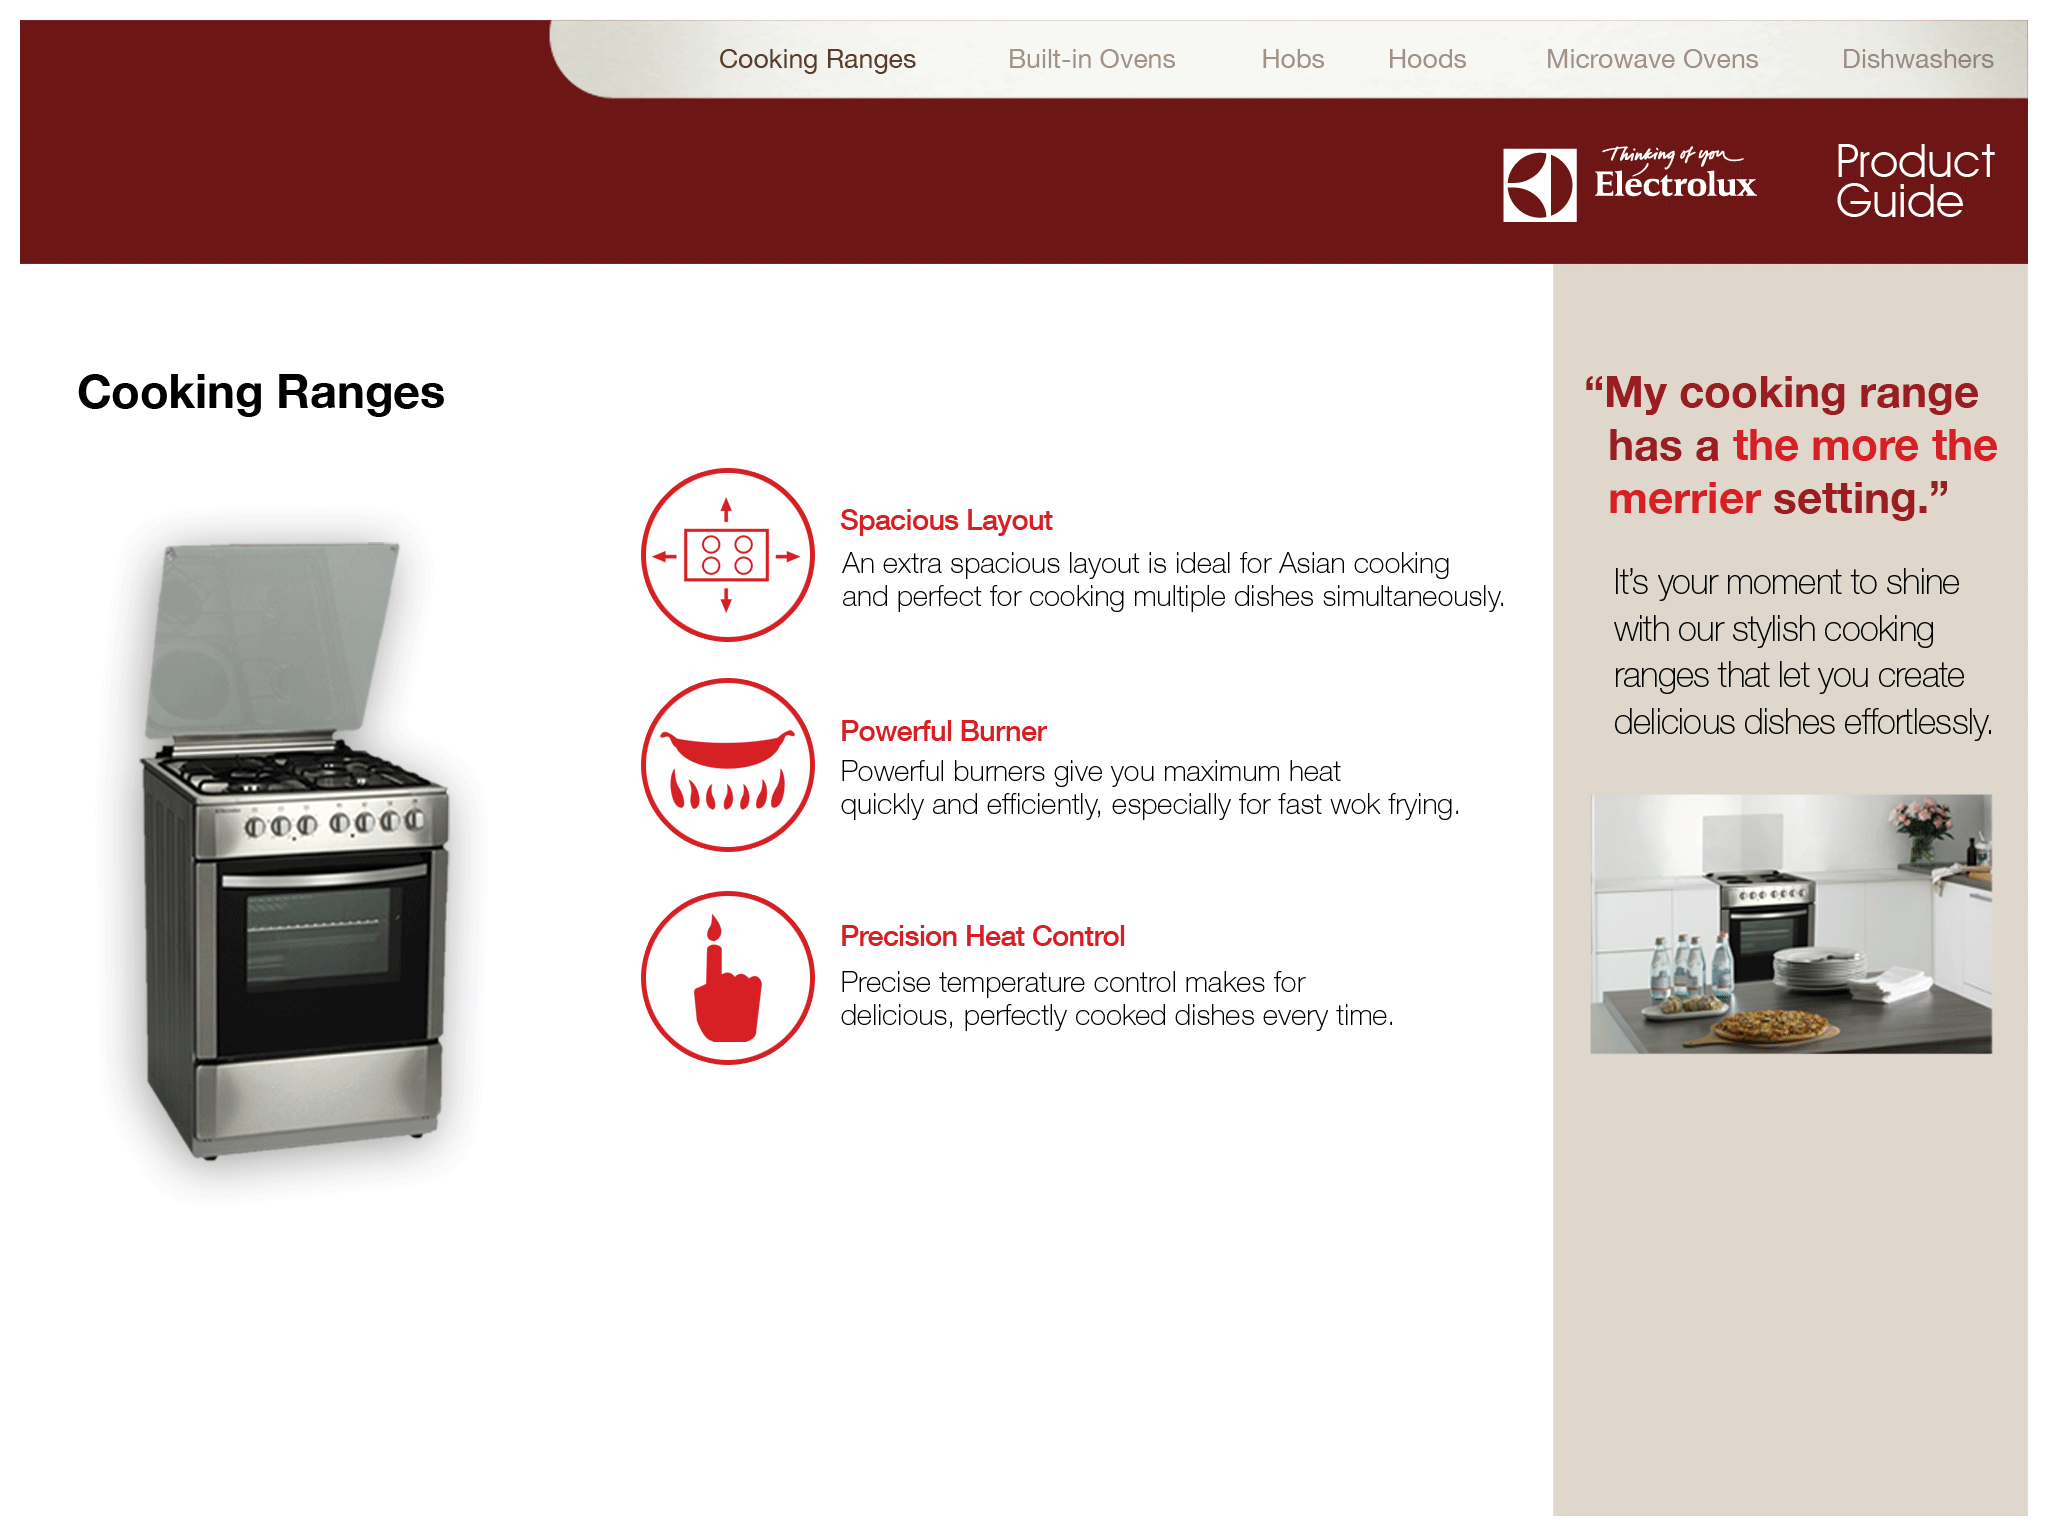 Cooking Ranges
Built-in Ovens
Hobs
Hoods
Microwave Ovens
Dishwashers
Thinking of you
Electrolux
Product
Guide
Cooking Ranges
Spacious Layout
An extra spacious layout is ideal for Asian cooking
and perfect for cooking multiple dishes simultaneously.
Powerful Burner
Powerful burners give you maximum heat
quickly and efficiently, especially for fast wok frying.
Precision Heat Control
Precise temperature control makes for
delicious, perfectly cooked dishes every time.
“My cooking range
has a the more the
merrier setting.”
It’s your moment to shine
with our stylish cooking
ranges that let you create
delicious dishes effortlessly.